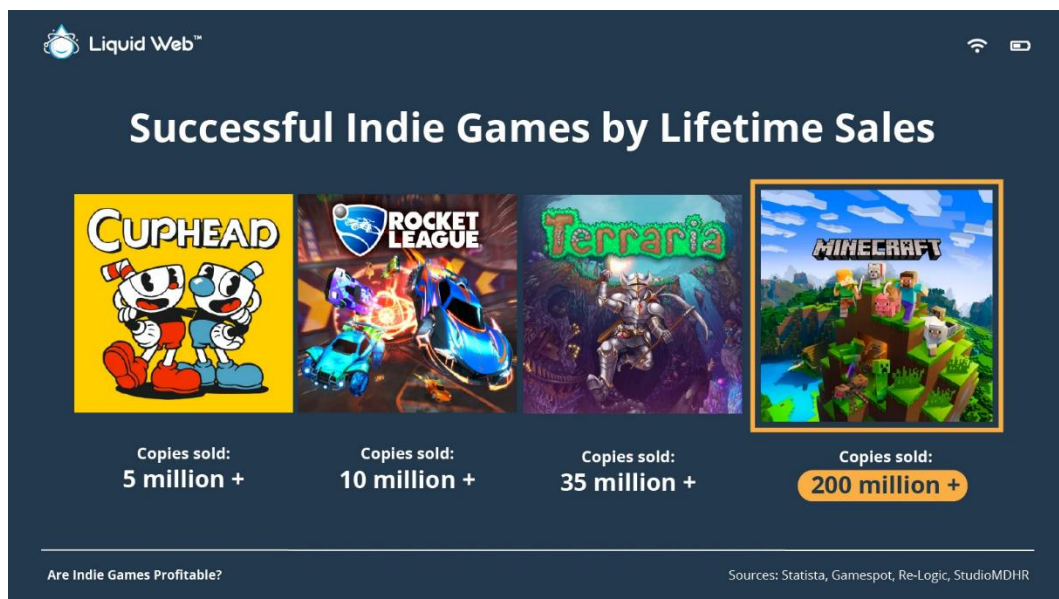 Liquid Web™
Successful Indie Games by Lifetime Sales
CUPHEAD
ROCKET
LEAGUE
Terraria
MINECRAFT
Copies sold:
5 million +
Copies sold:
10 million +
Copies sold:
35 million +
Copies sold:
200 million +
Are Indie Games Profitable?
Sources: Statista, Gamespot, Re-Logic, StudioMDHR